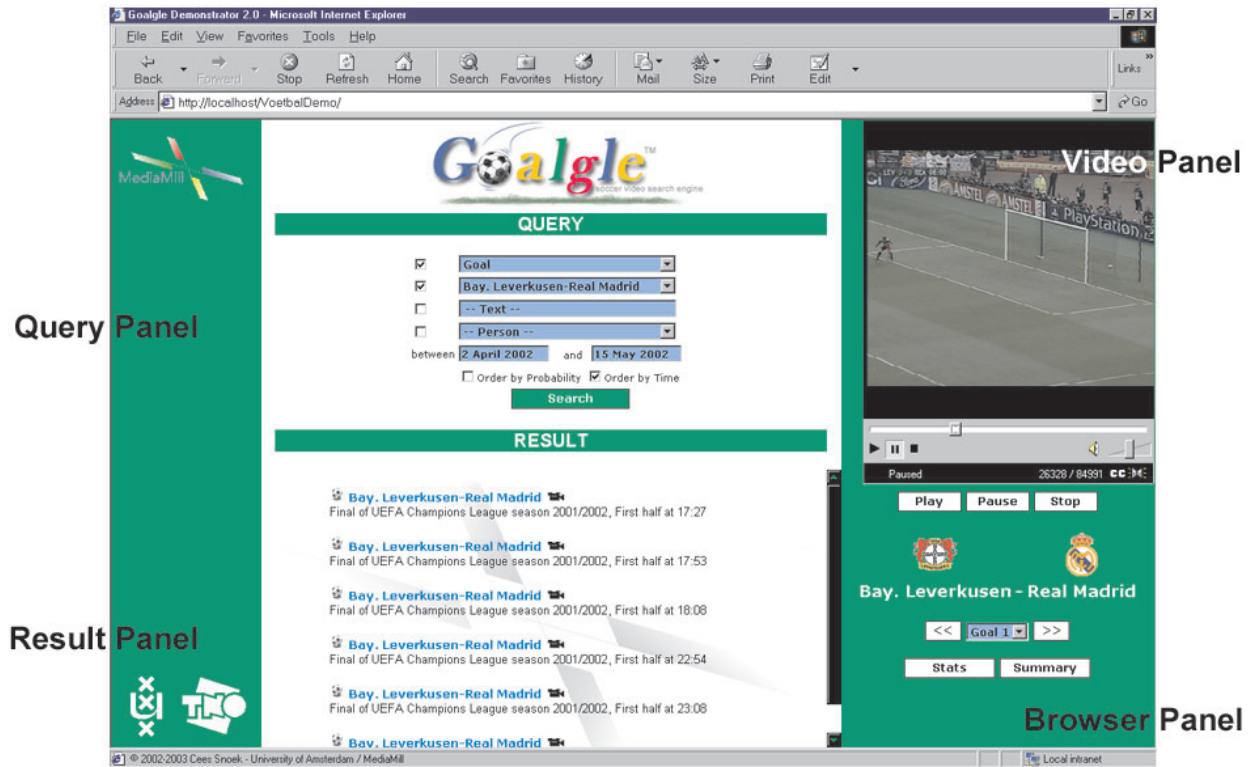 Goalgle Demonstrator 2.0 - Microsoft Internet Explorer
File Edit View Favorites Tools Help
Back Forward Stop Refresh Home Search Favorites History Mail Size Print Edit Links
Address http://localhost/VoetbalDemo/ Go
MediaMill
Goalgle™
soccer video search engine
Video Panel
AMSTEL AMSTEL PlayStation
QUERY
Goal
Bay. Leverkusen-Real Madrid
-- Text --
-- Person --
between 2 April 2002 and 15 May 2002
Order by Probability Order by Time
Search
Query Panel
RESULT
Paused 26328 / 84991 CC
Play Pause Stop
Bay. Leverkusen-Real Madrid
Final of UEFA Champions League season 2001/2002, First half at 17:27
Bay. Leverkusen-Real Madrid
Final of UEFA Champions League season 2001/2002, First half at 17:53
Bay. Leverkusen-Real Madrid
Final of UEFA Champions League season 2001/2002, First half at 18:08
Bay. Leverkusen-Real Madrid
Final of UEFA Champions League season 2001/2002, First half at 22:54
Bay. Leverkusen-Real Madrid
Final of UEFA Champions League season 2001/2002, First half at 23:08
Bay. Leverkusen-Real Madrid
Bay. Leverkusen - Real Madrid
<< Goal 1 >>
Stats Summary
Result Panel
TNO
Browser Panel
© 2002-2003 Cees Snoek - University of Amsterdam / MediaMill
Local intranet